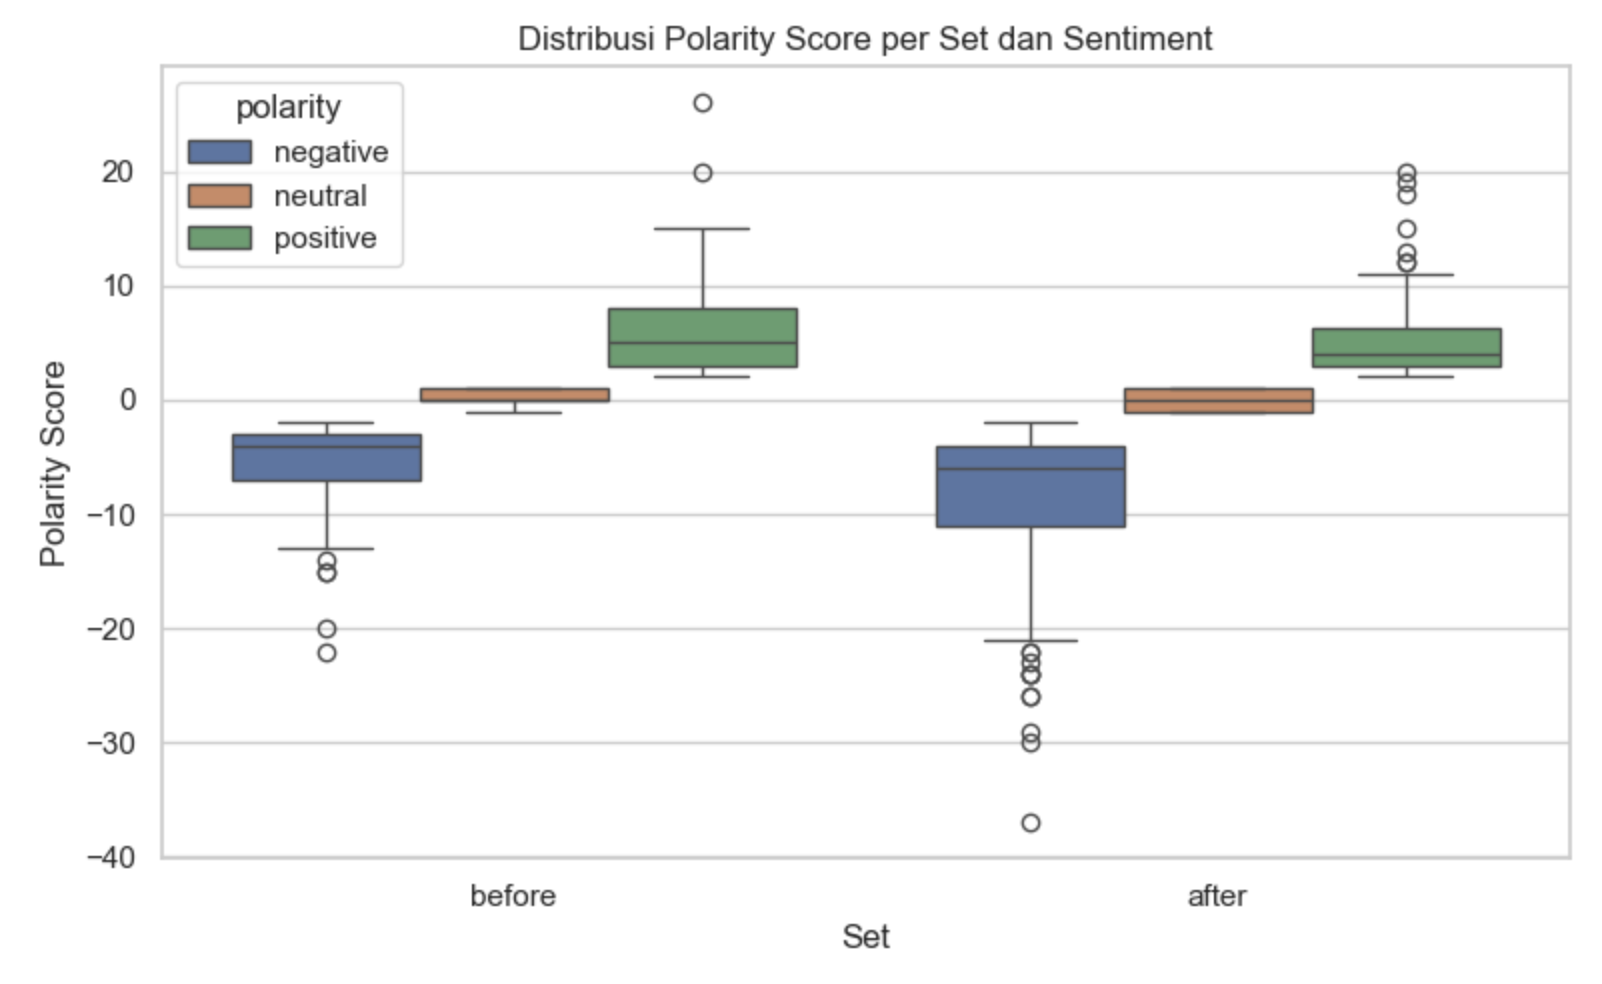 Distribusi Polarity Score per Set dan Sentiment
polarity
negative
neutral
positive
Polarity Score
20
10
0
−10
−20
−30
−40
before
after
Set